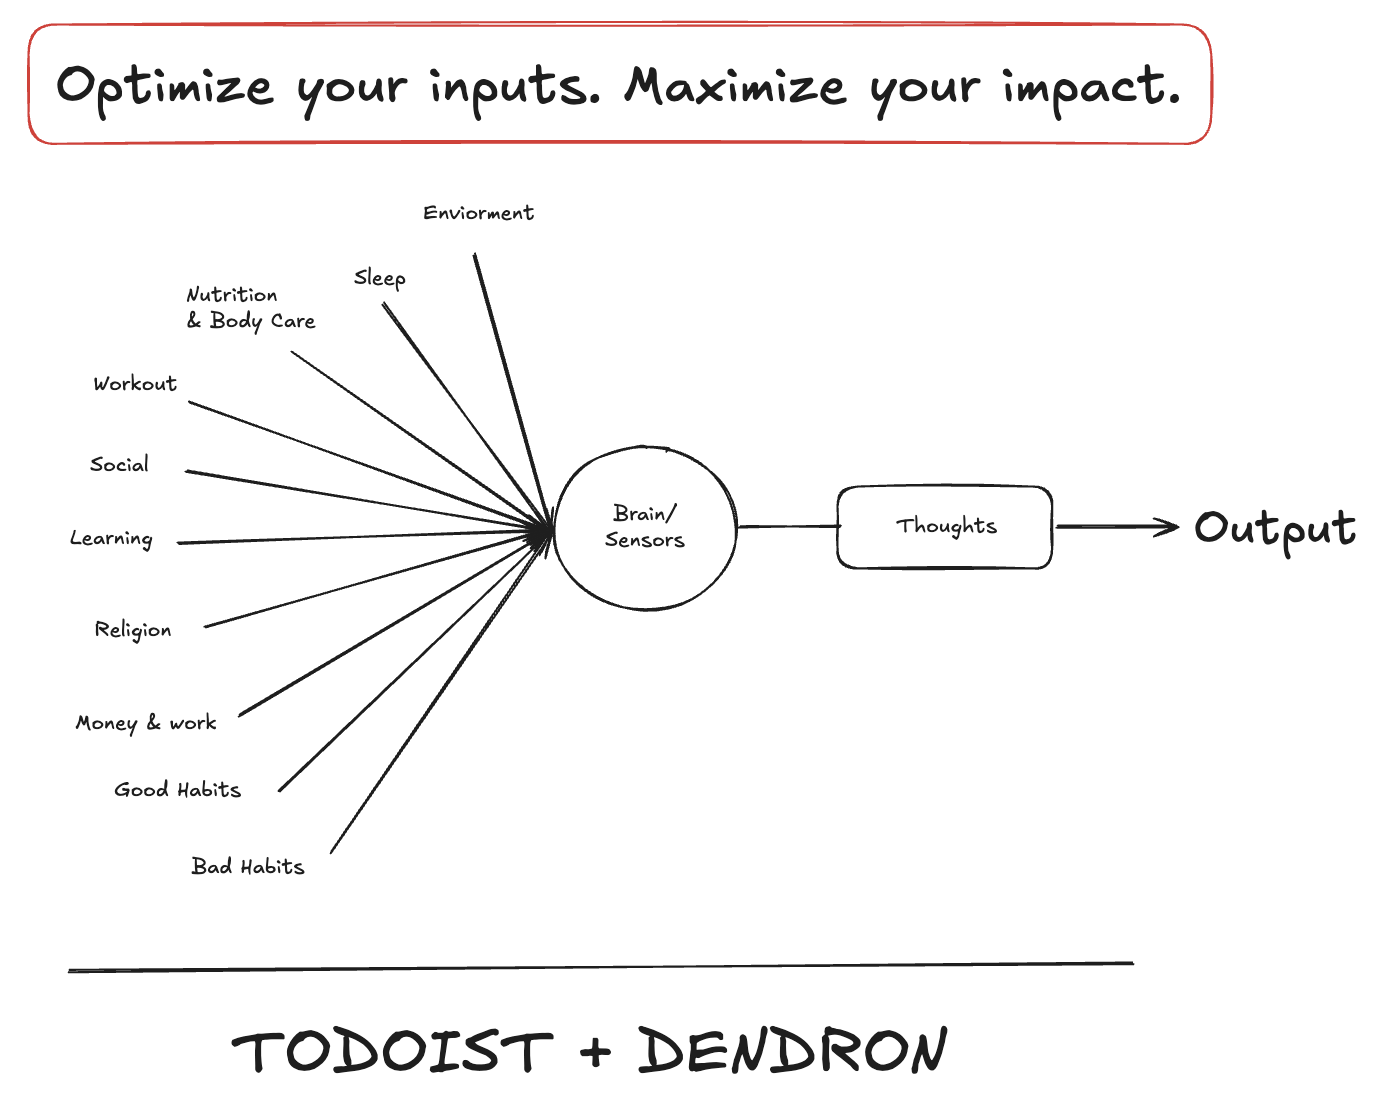 Optimize your inputs. Maximize your impact.
Enviorment
Sleep
Nutrition
& Body Care
Workout
Social
Learning
Religion
Money & work
Good Habits
Bad Habits
Brain/
Sensors
Thoughts
Output
TODOIST + DENDRON